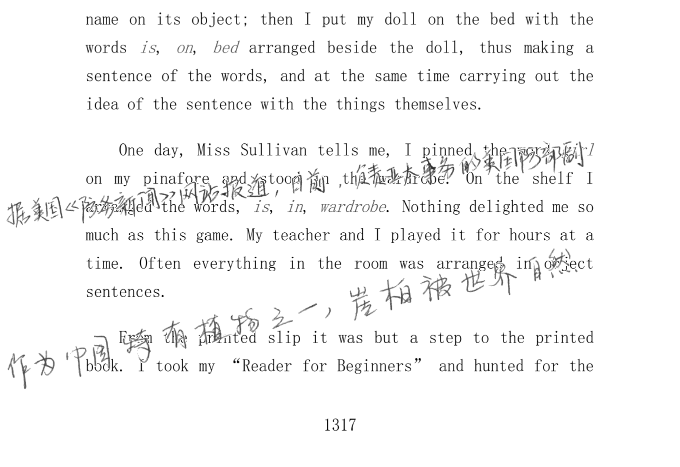 name on its object; then I put my doll on the bed with the
words is, on, bed arranged beside the doll, thus making a
sentence of the words, and at the same time carrying out the
idea of the sentence with the things themselves.
One day, Miss Sullivan tells me, I pinned the word girl
on my pinafore and stood in the wardrobe. On the shelf I
据美国《防务新闻》网站报道,日前,负责亚太事务的美国防部副
the words, is, in, wardrobe. Nothing delighted me so
much as this game. My teacher and I played it for hours at a
time. Often everything in the room was arranged in object
sentences.
作为中国特有植物之一,崖柏被世界自然
From the printed slip it was but a step to the printed
book. I took my “Reader for Beginners” and hunted for the
1317